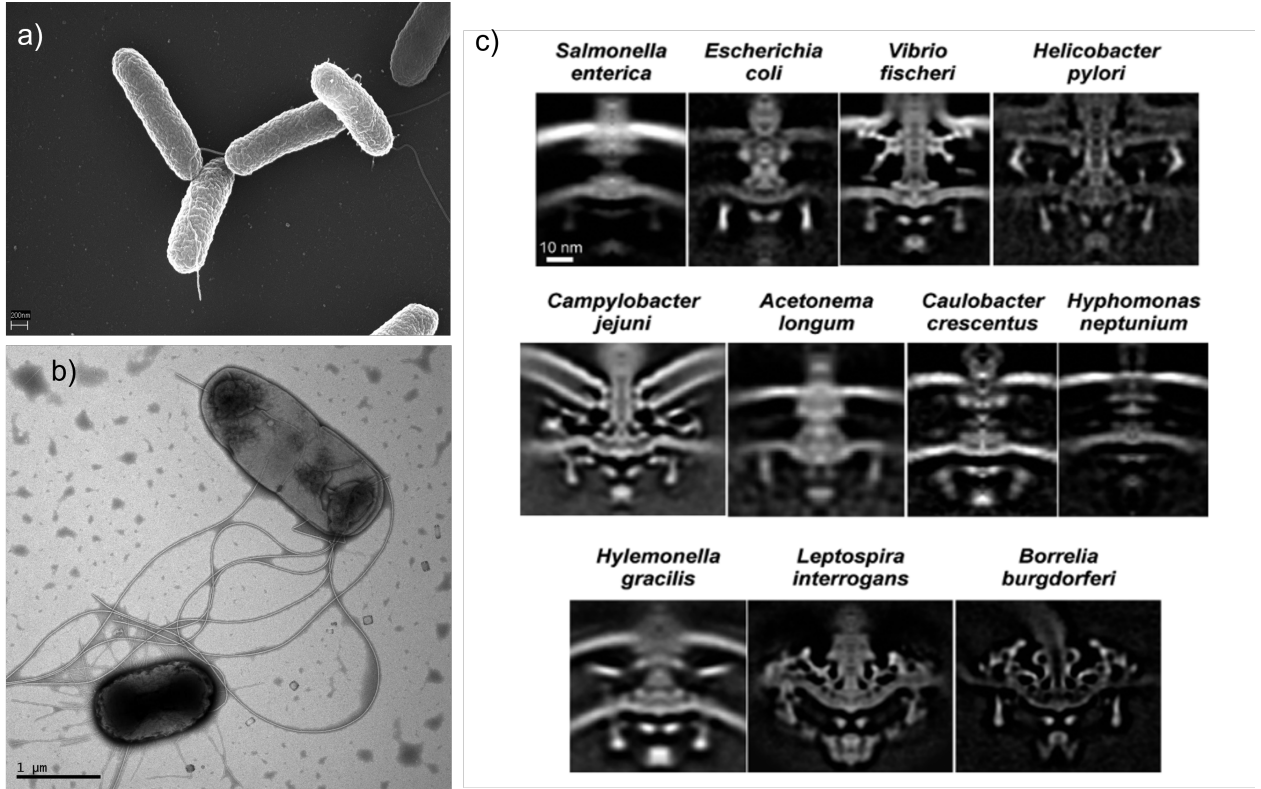 a)
200nm
b)
1 µm
c)
Salmonella
enterica
Escherichia
coli
Vibrio
fischeri
Helicobacter
pylori
10 nm
Campylobacter
jejuni
Acetonema
longum
Caulobacter
crescentus
Hyphomonas
neptunium
Hylemonella
gracilis
Leptospira
interrogans
Borrelia
burgdorferi